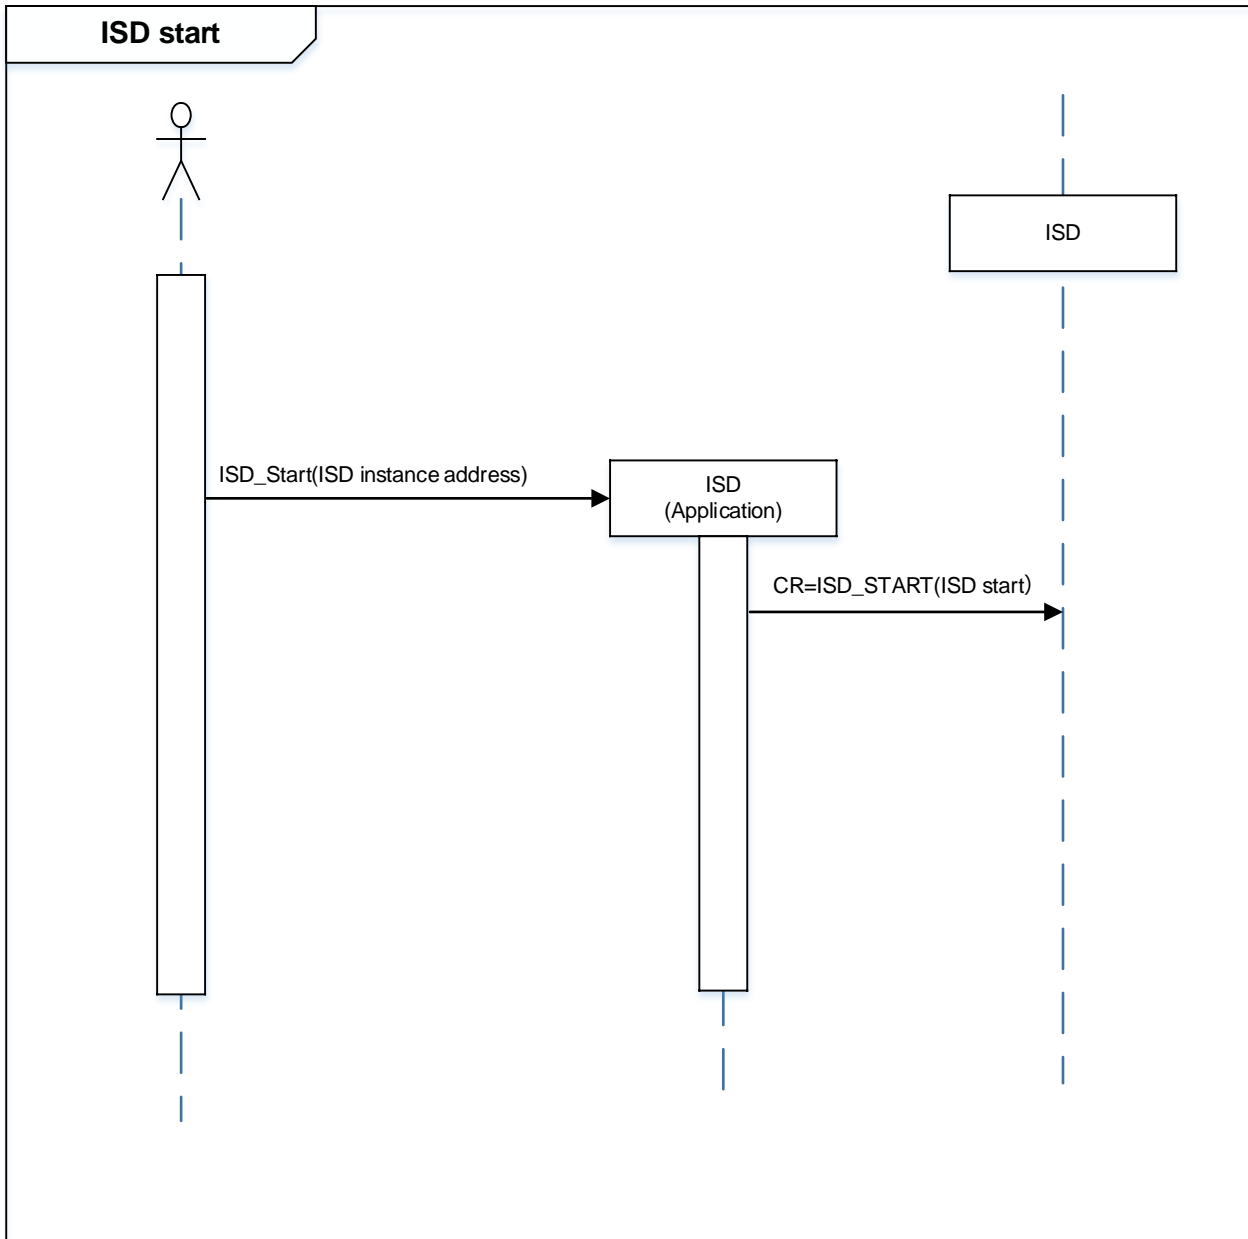 ISD start
ISD
ISD_Start(ISD instance address)
ISD
(Application)
CR=ISD_START(ISD start)